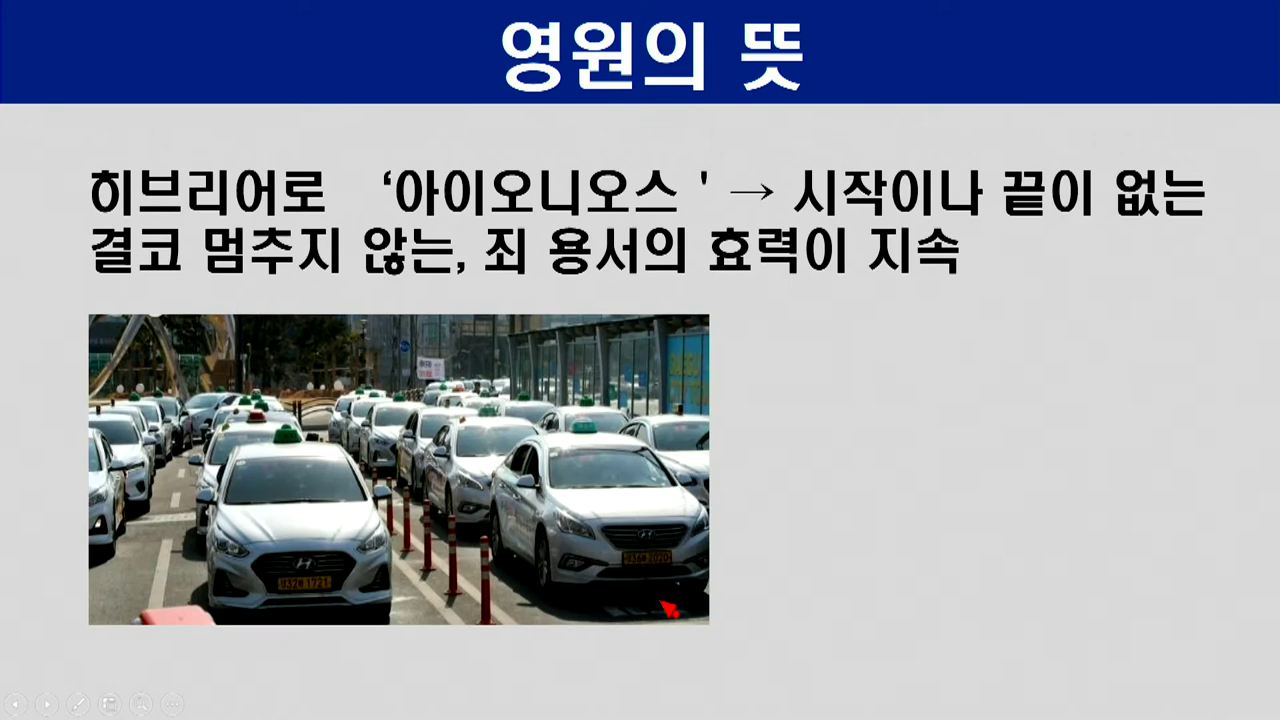 영원의 뜻
히브리어로 ‘아이오니오스 ' → 시작이나 끝이 없는
결코 멈추지 않는, 죄 용서의 효력이 지속